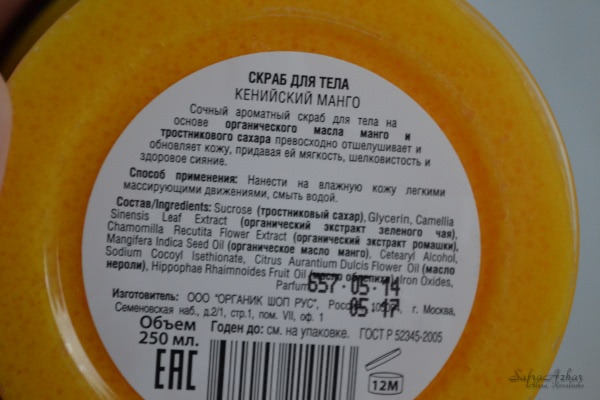 СКРАБ ДЛЯ ТЕЛА
КЕНИЙСКИЙ МАНГО
Сочный ароматный скраб для тела на
основе органического масла манго и
тростникового сахара превосходно отшелушивает и
обновляет кожу, придавая ей мягкость, шелковистость и
здоровое сияние.
Способ применения: Нанести на влажную кожу легкими
массирующими движениями, смыть водой.
Состав/Ingredients: Sucrose (тростниковый сахар), Glycerin, Camellia
Sinensis Leaf Extract (органический экстракт зеленого чая),
Chamomilla Recutita Flower Extract (органический экстракт ромашки),
Mangifera Indica Seed Oil (органическое масло манго), Cetearyl Alcohol,
Sodium Cocoyl Isethionate, Citrus Aurantium Dulcis Flower Oil (масло
нероли), Hippophae Rhaimnoides Fruit Oil (масло облепихи), Iron Oxides,
Parfum
657 05 14
05 17
Изготовитель: ООО "ОРГАНИК ШОП РУС", г. Москва,
Семеновская наб., д.2/1, стр.1, пом. VII, оф. 1
Объем
250 мл.
Годен до: см. на упаковке. ГОСТ Р 52345-2005
EAC
12M